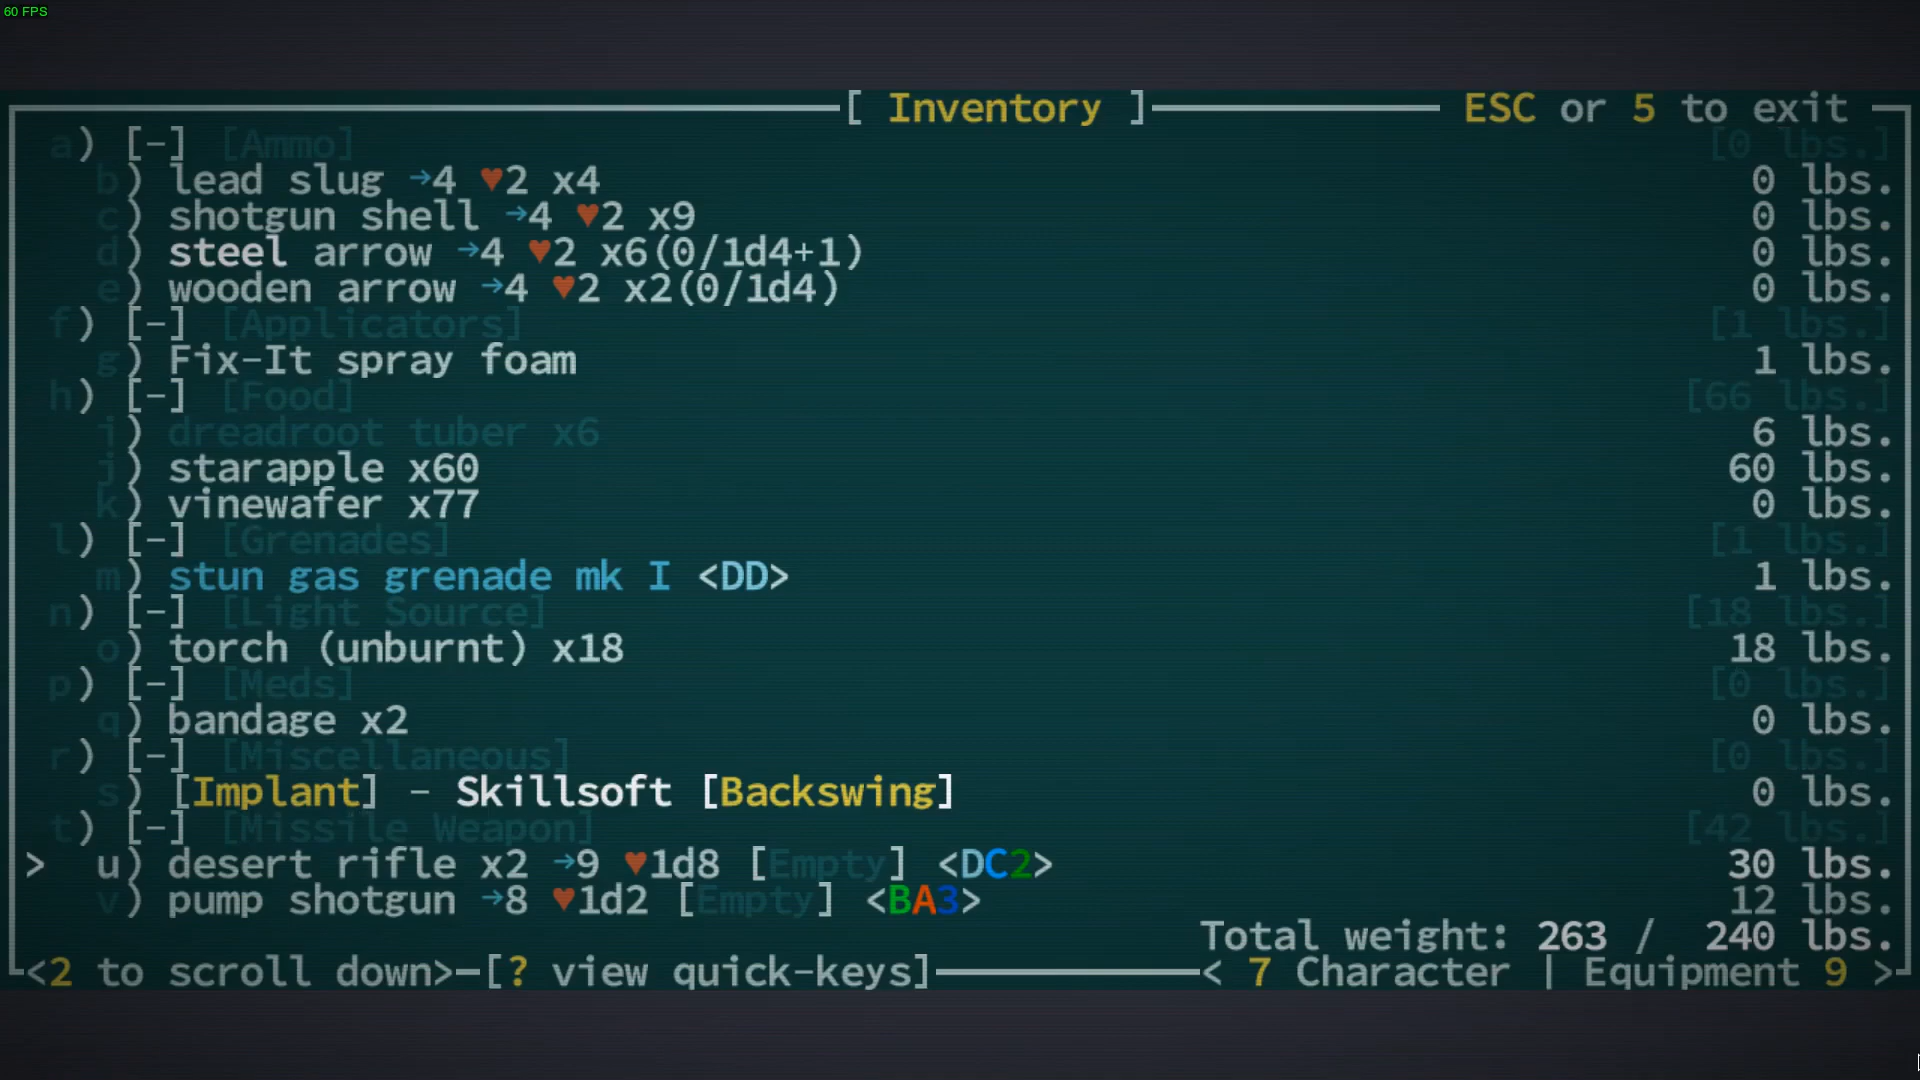 60 FPS
[ Inventory ] ESC or 5 to exit
a) [-] [Ammo] [0 lbs.]
b) lead slug →4 ♥2 x4 0 lbs.
c) shotgun shell →4 ♥2 x9 0 lbs.
d) steel arrow →4 ♥2 x6(0/1d4+1) 0 lbs.
e) wooden arrow →4 ♥2 x2(0/1d4) 0 lbs.
f) [-] [Applicators] [1 lbs.]
g) Fix-It spray foam 1 lbs.
h) [-] [Food] [66 lbs.]
i) dreadroot tuber x6 6 lbs.
j) starapple x60 60 lbs.
k) vinewafer x77 0 lbs.
l) [-] [Grenades] [1 lbs.]
m) stun gas grenade mk I <DD> 1 lbs.
n) [-] [Light Source] [18 lbs.]
o) torch (unburnt) x18 18 lbs.
p) [-] [Meds] [0 lbs.]
q) bandage x2 0 lbs.
r) [-] [Miscellaneous] [0 lbs.]
s) [Implant] - Skillsoft [Backswing] 0 lbs.
t) [-] [Missile Weapon] [42 lbs.]
> u) desert rifle x2 →9 ♥1d8 [Empty] <DC2> 30 lbs.
v) pump shotgun →8 ♥1d2 [Empty] <BA3> 12 lbs.
Total weight: 263 / 240 lbs.
<2 to scroll down> [? view quick-keys] < 7 Character | Equipment 9 >